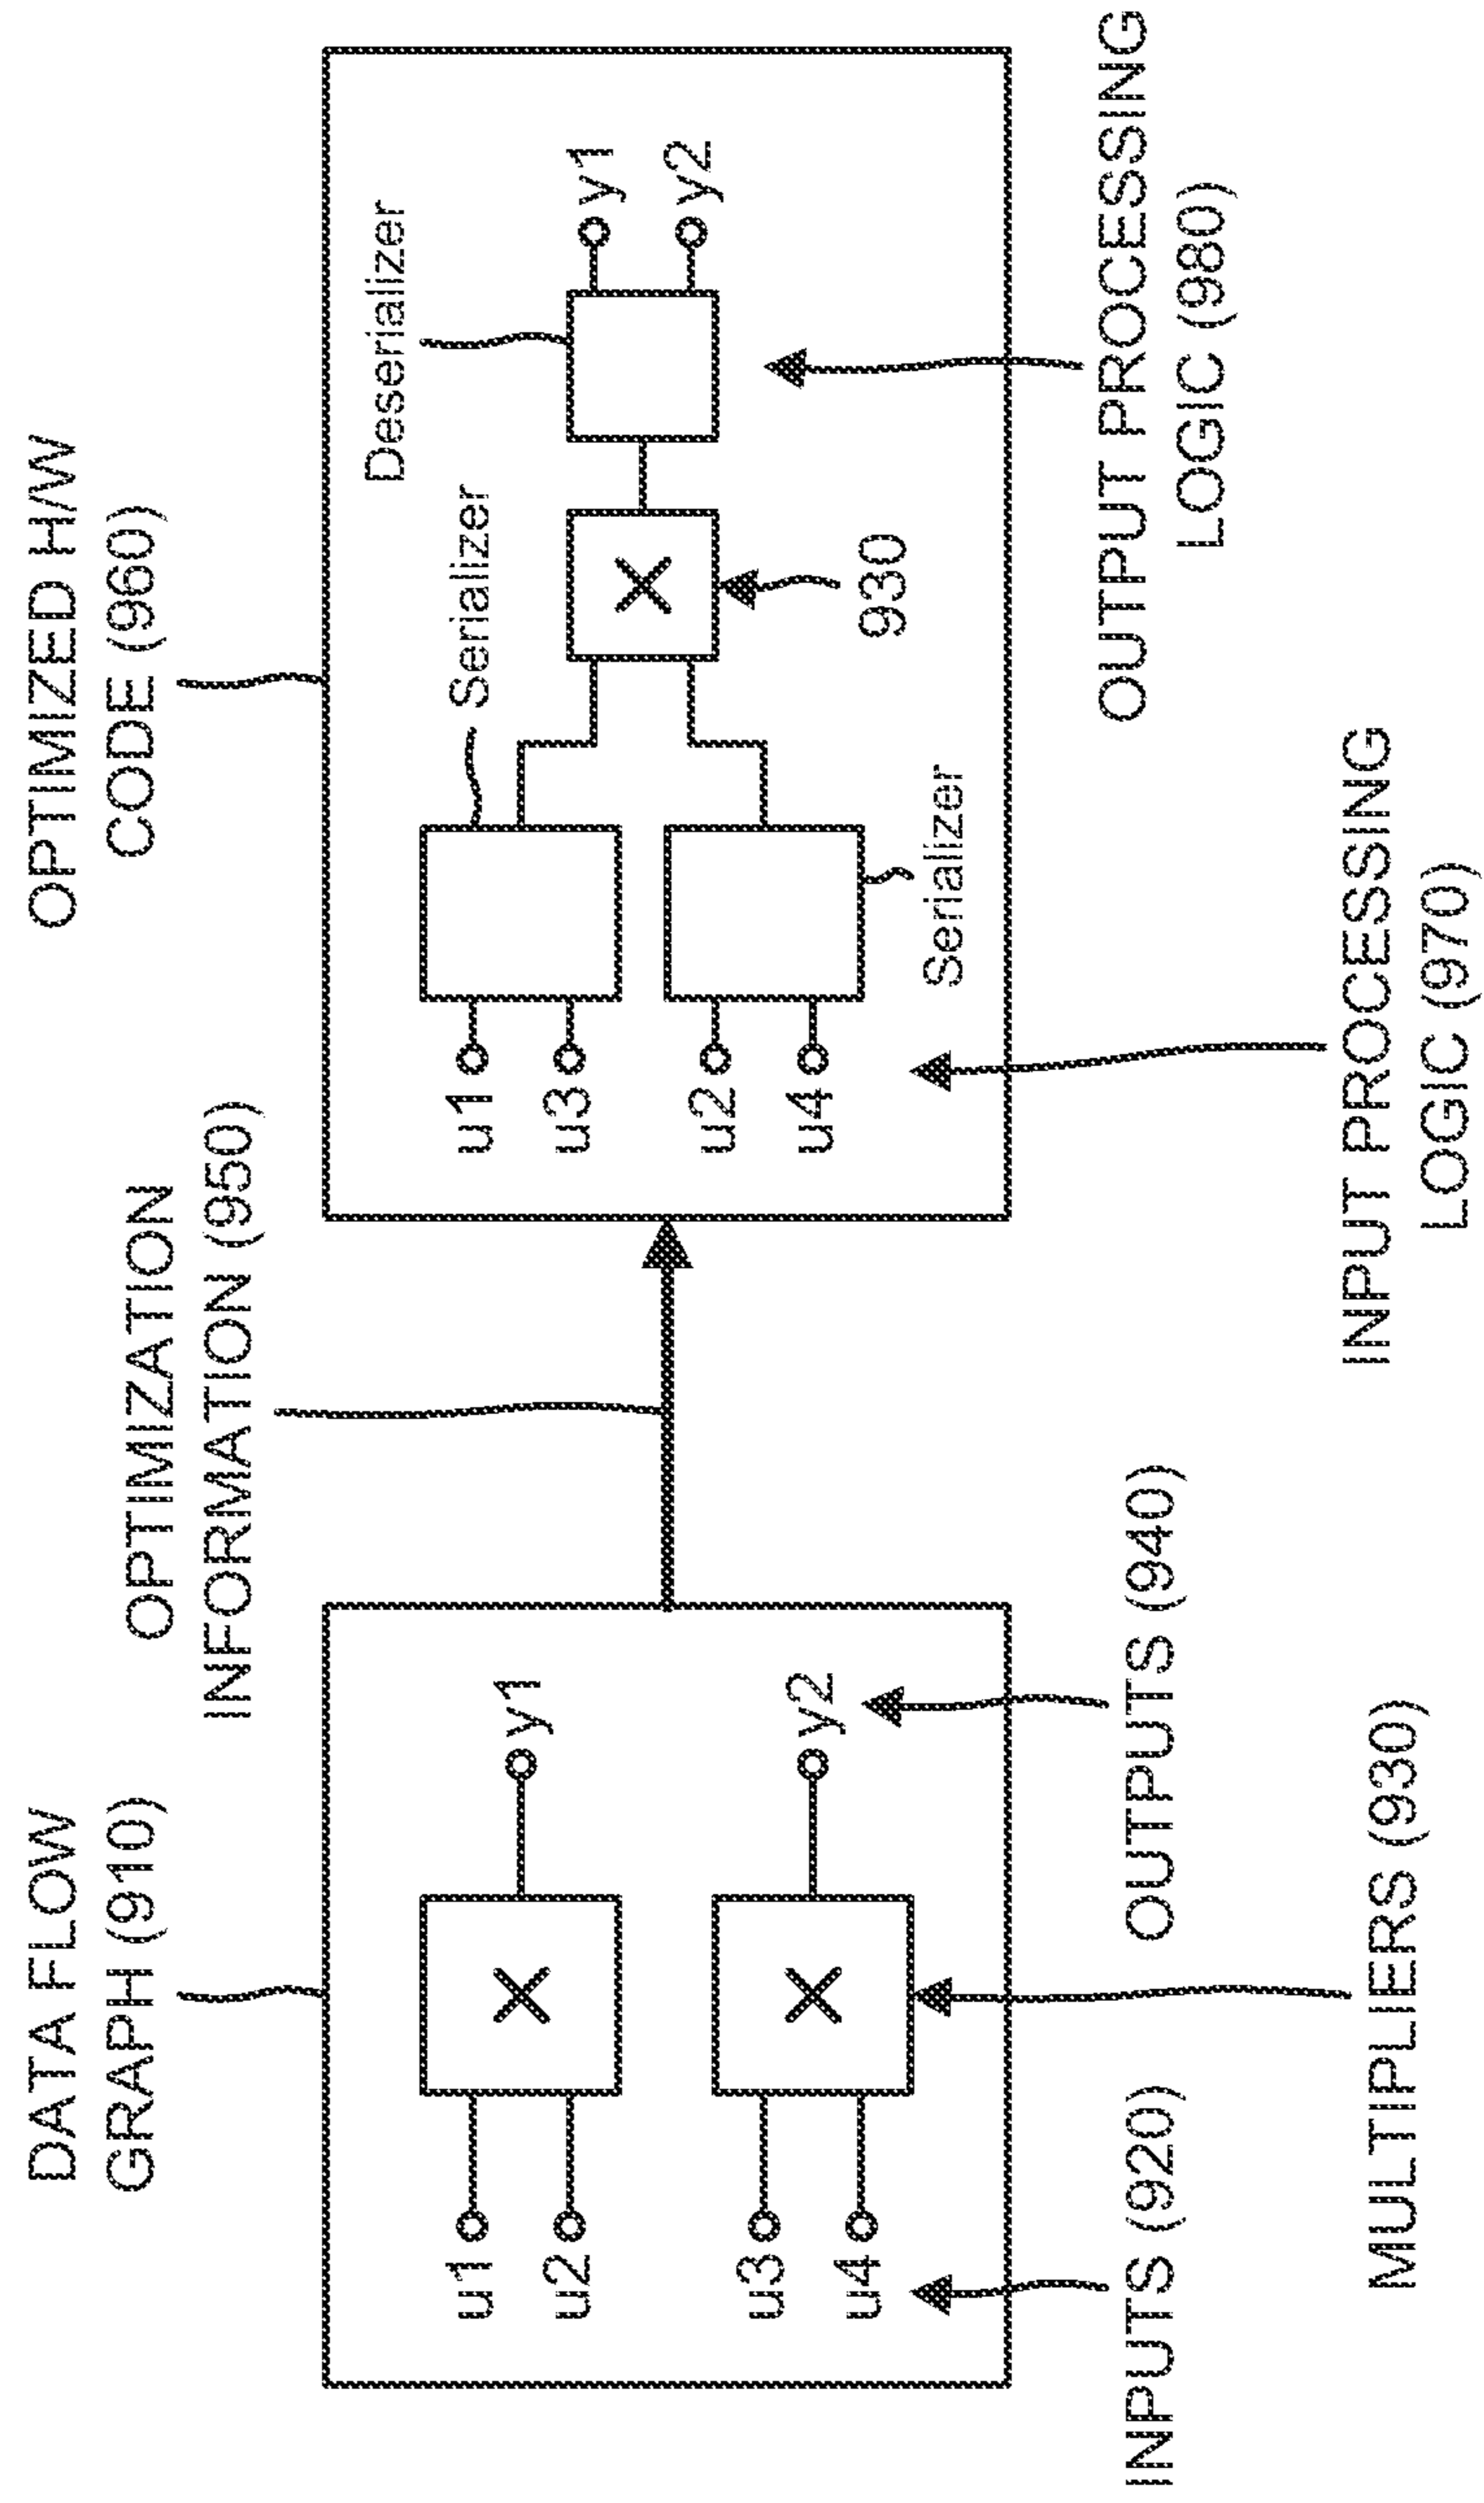 DATA FLOW
GRAPH (910)
OPTIMIZATION
INFORMATION (950)
OPTIMIZED H/W
CODE (960)
u1
u2
y1
u3
u4
y2
INPUTS (920)
OUTPUTS (940)
MULTIPLIERS (930)
Deserializer
Serializer
u1
u3
u2
u4
y1
y2
930
Serializer
OUTPUT PROCESSING
LOGIC (980)
INPUT PROCESSING
LOGIC (970)